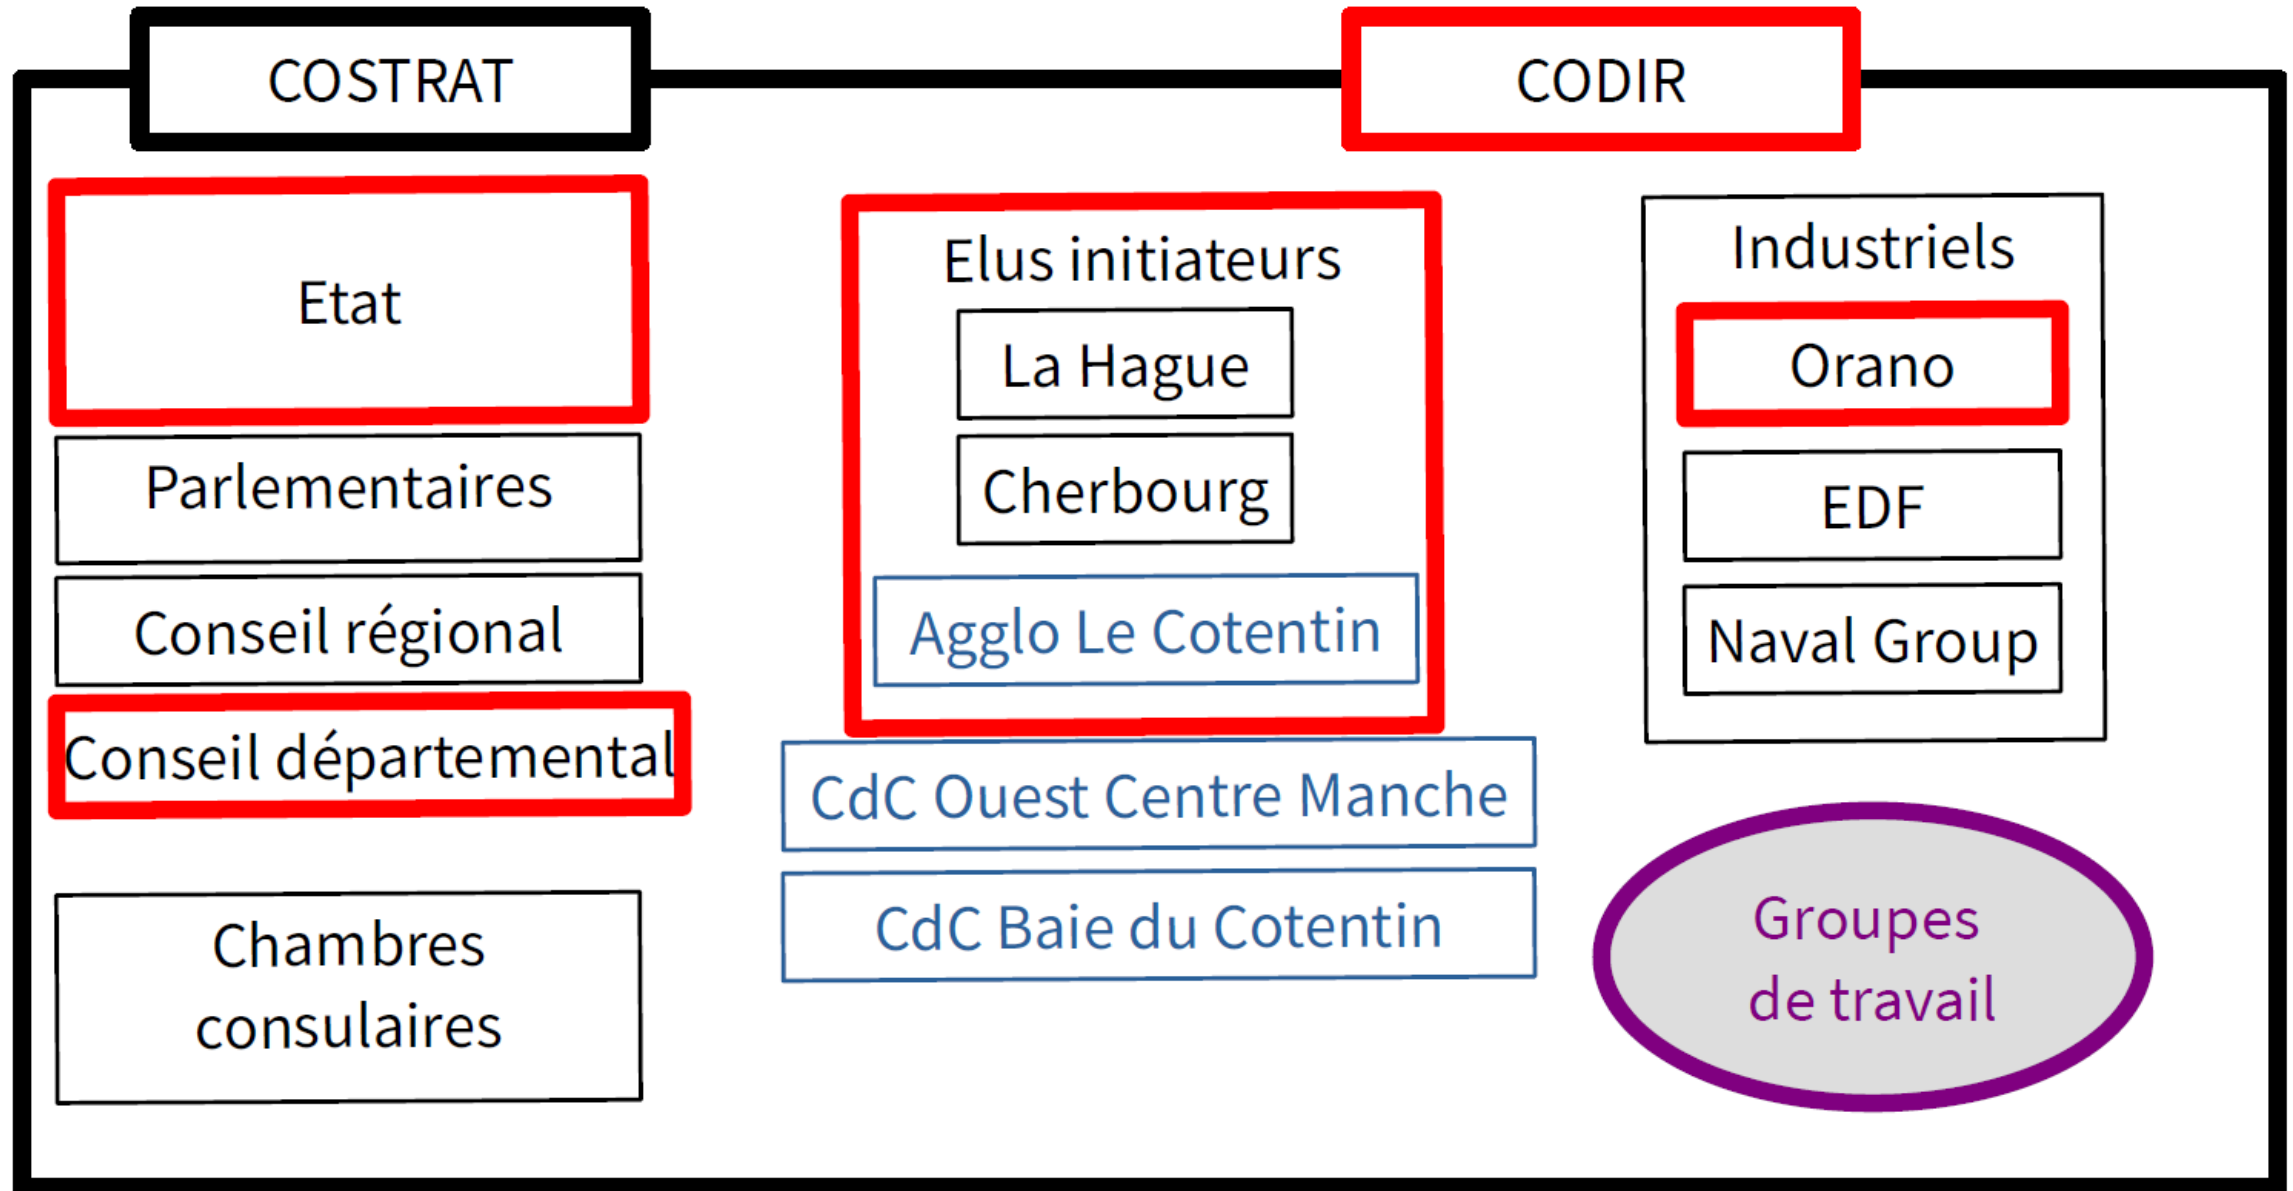 COSTRAT
CODIR
Etat
Parlementaires
Conseil régional
Conseil départemental
Chambres
consulaires
Elus initiateurs
La Hague
Cherbourg
Agglo Le Cotentin
CdC Ouest Centre Manche
CdC Baie du Cotentin
Industriels
Orano
EDF
Naval Group
Groupes
de travail